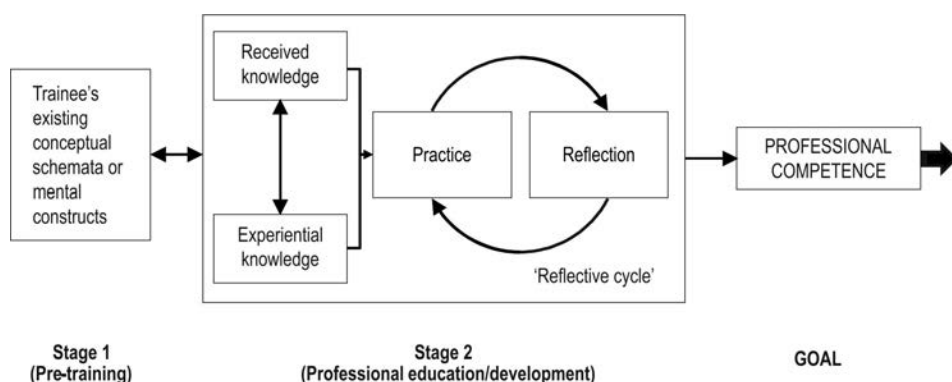 Trainee's
existing
conceptual
schemata or
mental
constructs
Received
knowledge
Experiential
knowledge
Practice
Reflection
'Reflective cycle'
PROFESSIONAL
COMPETENCE
Stage 1
(Pre-training)
Stage 2
(Professional education/development)
GOAL